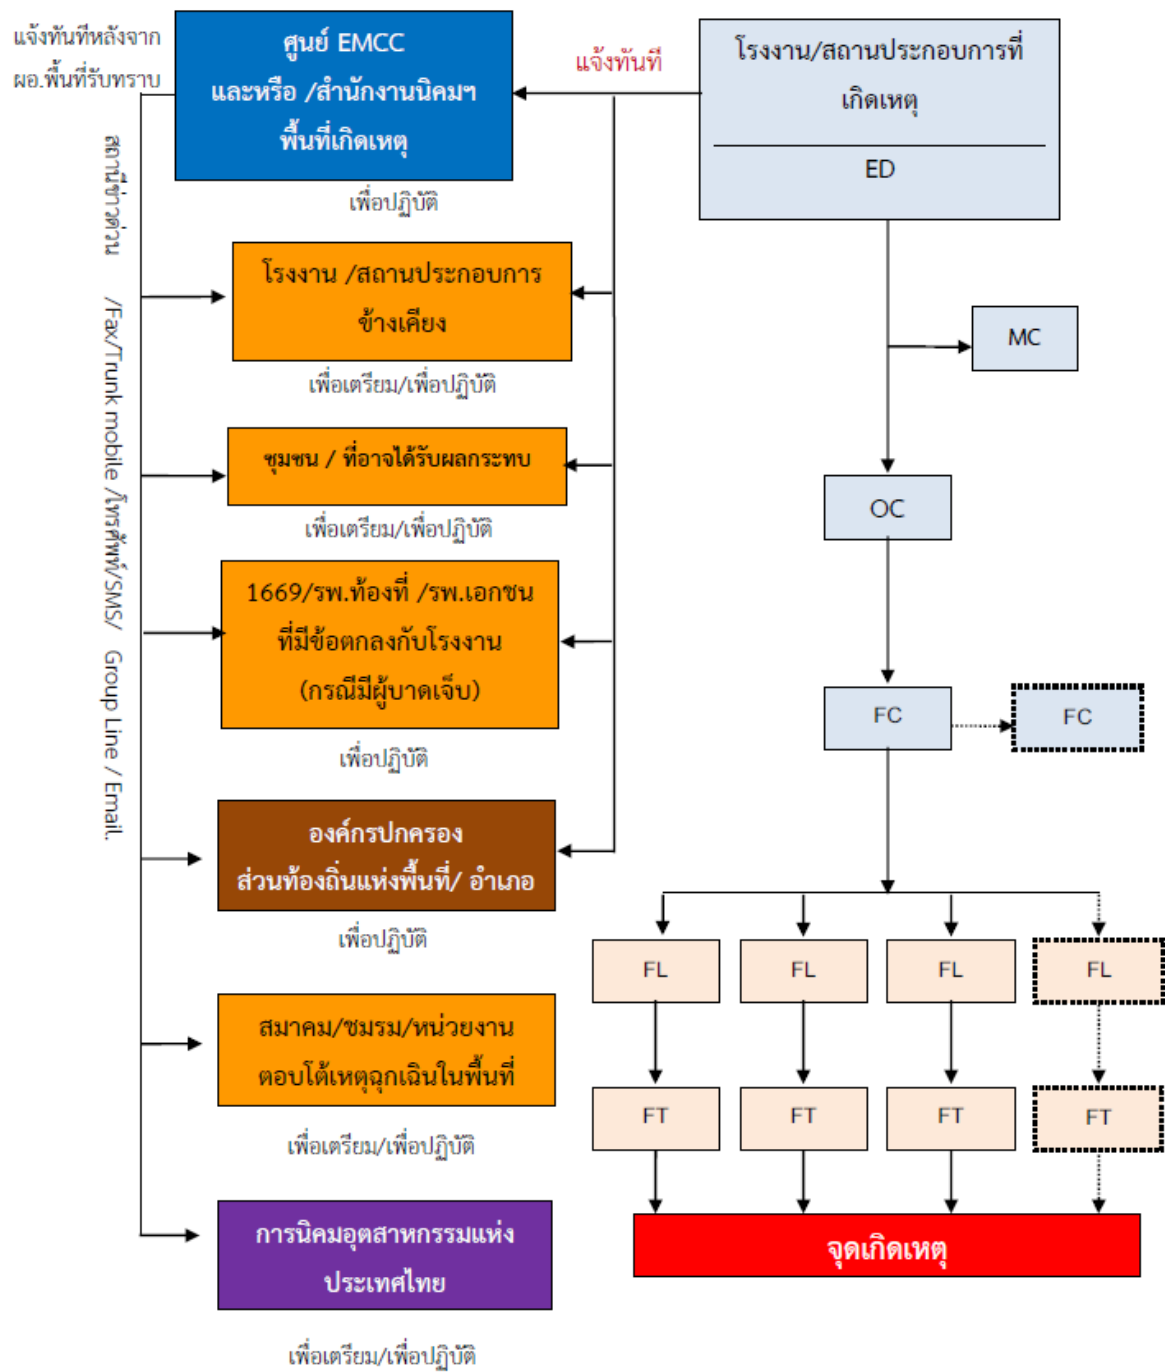 แจ้งทันทีหลังจาก
ผอ.พื้นที่รับทราบ
ศูนย์ EMCC
และหรือ /สำนักงานนิคมฯ
พื้นที่เกิดเหตุ
เพื่อปฏิบัติ
แจ้งทันที
โรงงาน/สถานประกอบการที่
เกิดเหตุ
ED
สถานีข่าวด่วน /Fax/Trunk mobile /โทรศัพท์/SMS/ Group Line / Email.
โรงงาน /สถานประกอบการ
ข้างเคียง
เพื่อเตรียม/เพื่อปฏิบัติ
MC
ชุมชน / ที่อาจได้รับผลกระทบ
เพื่อเตรียม/เพื่อปฏิบัติ
OC
1669/รพ.ท้องที่ /รพ.เอกชน
ที่มีข้อตกลงกับโรงงาน
(กรณีมีผู้บาดเจ็บ)
เพื่อปฏิบัติ
FC
FC
องค์กรปกครอง
ส่วนท้องถิ่นแห่งพื้นที่/ อำเภอ
เพื่อปฏิบัติ
FL
FL
FL
FL
สมาคม/ชมรม/หน่วยงาน
ตอบโต้เหตุฉุกเฉินในพื้นที่
เพื่อเตรียม/เพื่อปฏิบัติ
FT
FT
FT
FT
การนิคมอุตสาหกรรมแห่ง
ประเทศไทย
เพื่อเตรียม/เพื่อปฏิบัติ
จุดเกิดเหตุ